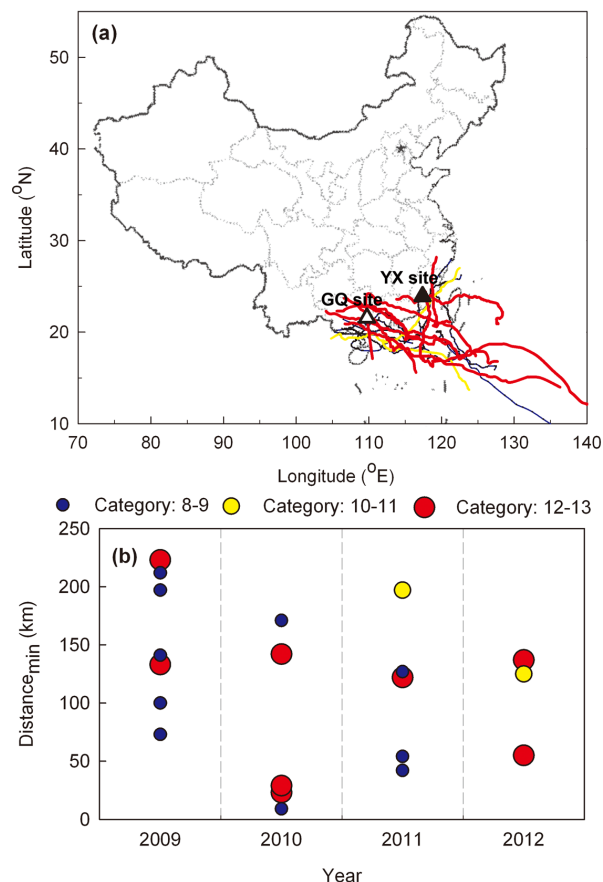 (a)
50
40
30
20
10
Latitude (°N)
YX site
GQ site
70 80 90 100 110 120 130 140
Longitude (°E)
Category: 8-9 Category: 10-11 Category: 12-13
(b)
250
200
150
100
50
0
Distancemin (km)
2009 2010 2011 2012
Year